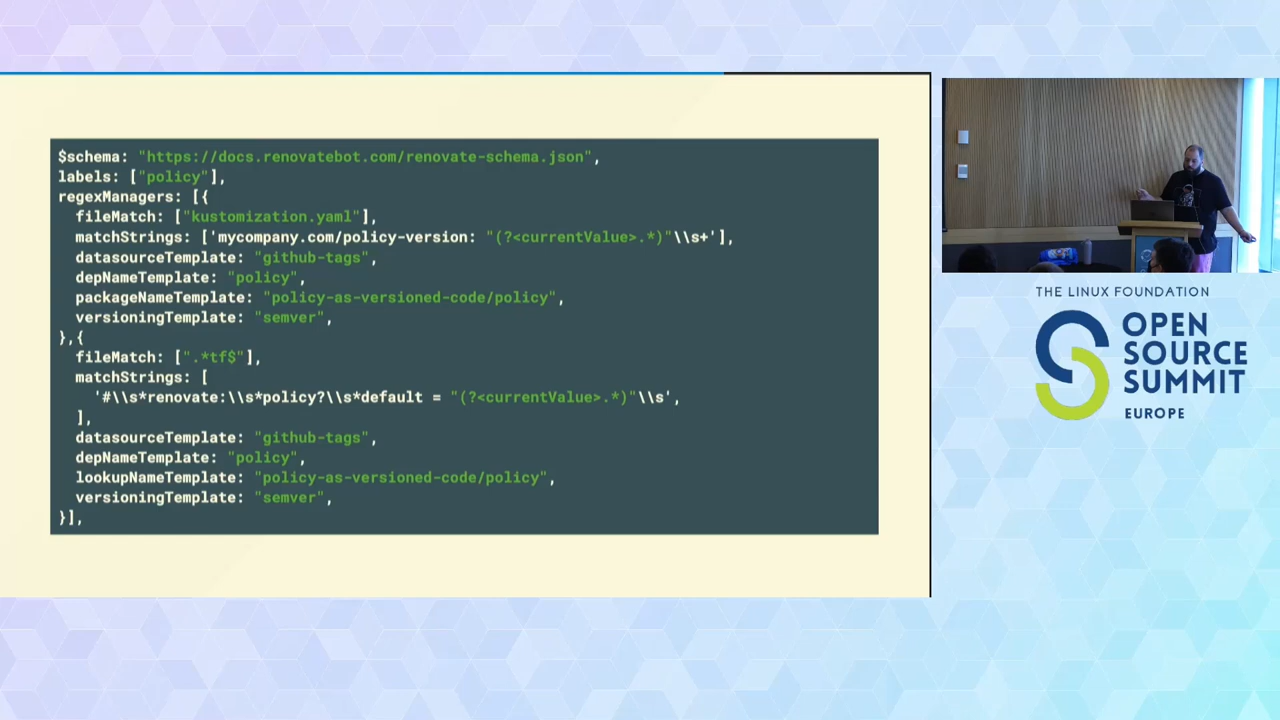 $schema: "https://docs.renovatebot.com/renovate-schema.json",
labels: ["policy"],
regexManagers: [{
fileMatch: ["kustomization.yaml"],
matchStrings: ['mycompany.com/policy-version: "(?<currentValue>.*)"\\s+'],
datasourceTemplate: "github-tags",
depNameTemplate: "policy",
packageNameTemplate: "policy-as-versioned-code/policy",
versioningTemplate: "semver",
},{
fileMatch: [".*tf$"],
matchStrings: [
'#\\s*renovate:\\s*policy?\\s*default = "(?<currentValue>.*)"\\s',
],
datasourceTemplate: "github-tags",
depNameTemplate: "policy",
lookupNameTemplate: "policy-as-versioned-code/policy",
versioningTemplate: "semver",
}],
THE LINUX FOUNDATION
OPEN
SOURCE
SUMMIT
EUROPE